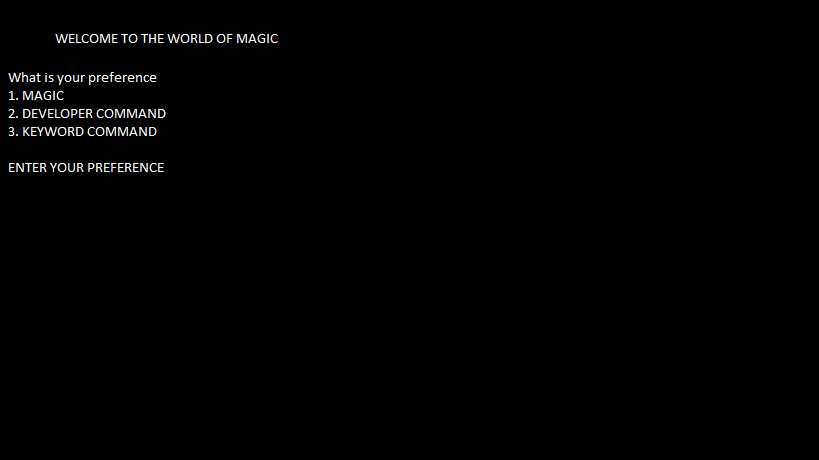 WELCOME TO THE WORLD OF MAGIC
What is your preference
1. MAGIC
2. DEVELOPER COMMAND
3. KEYWORD COMMAND
ENTER YOUR PREFERENCE